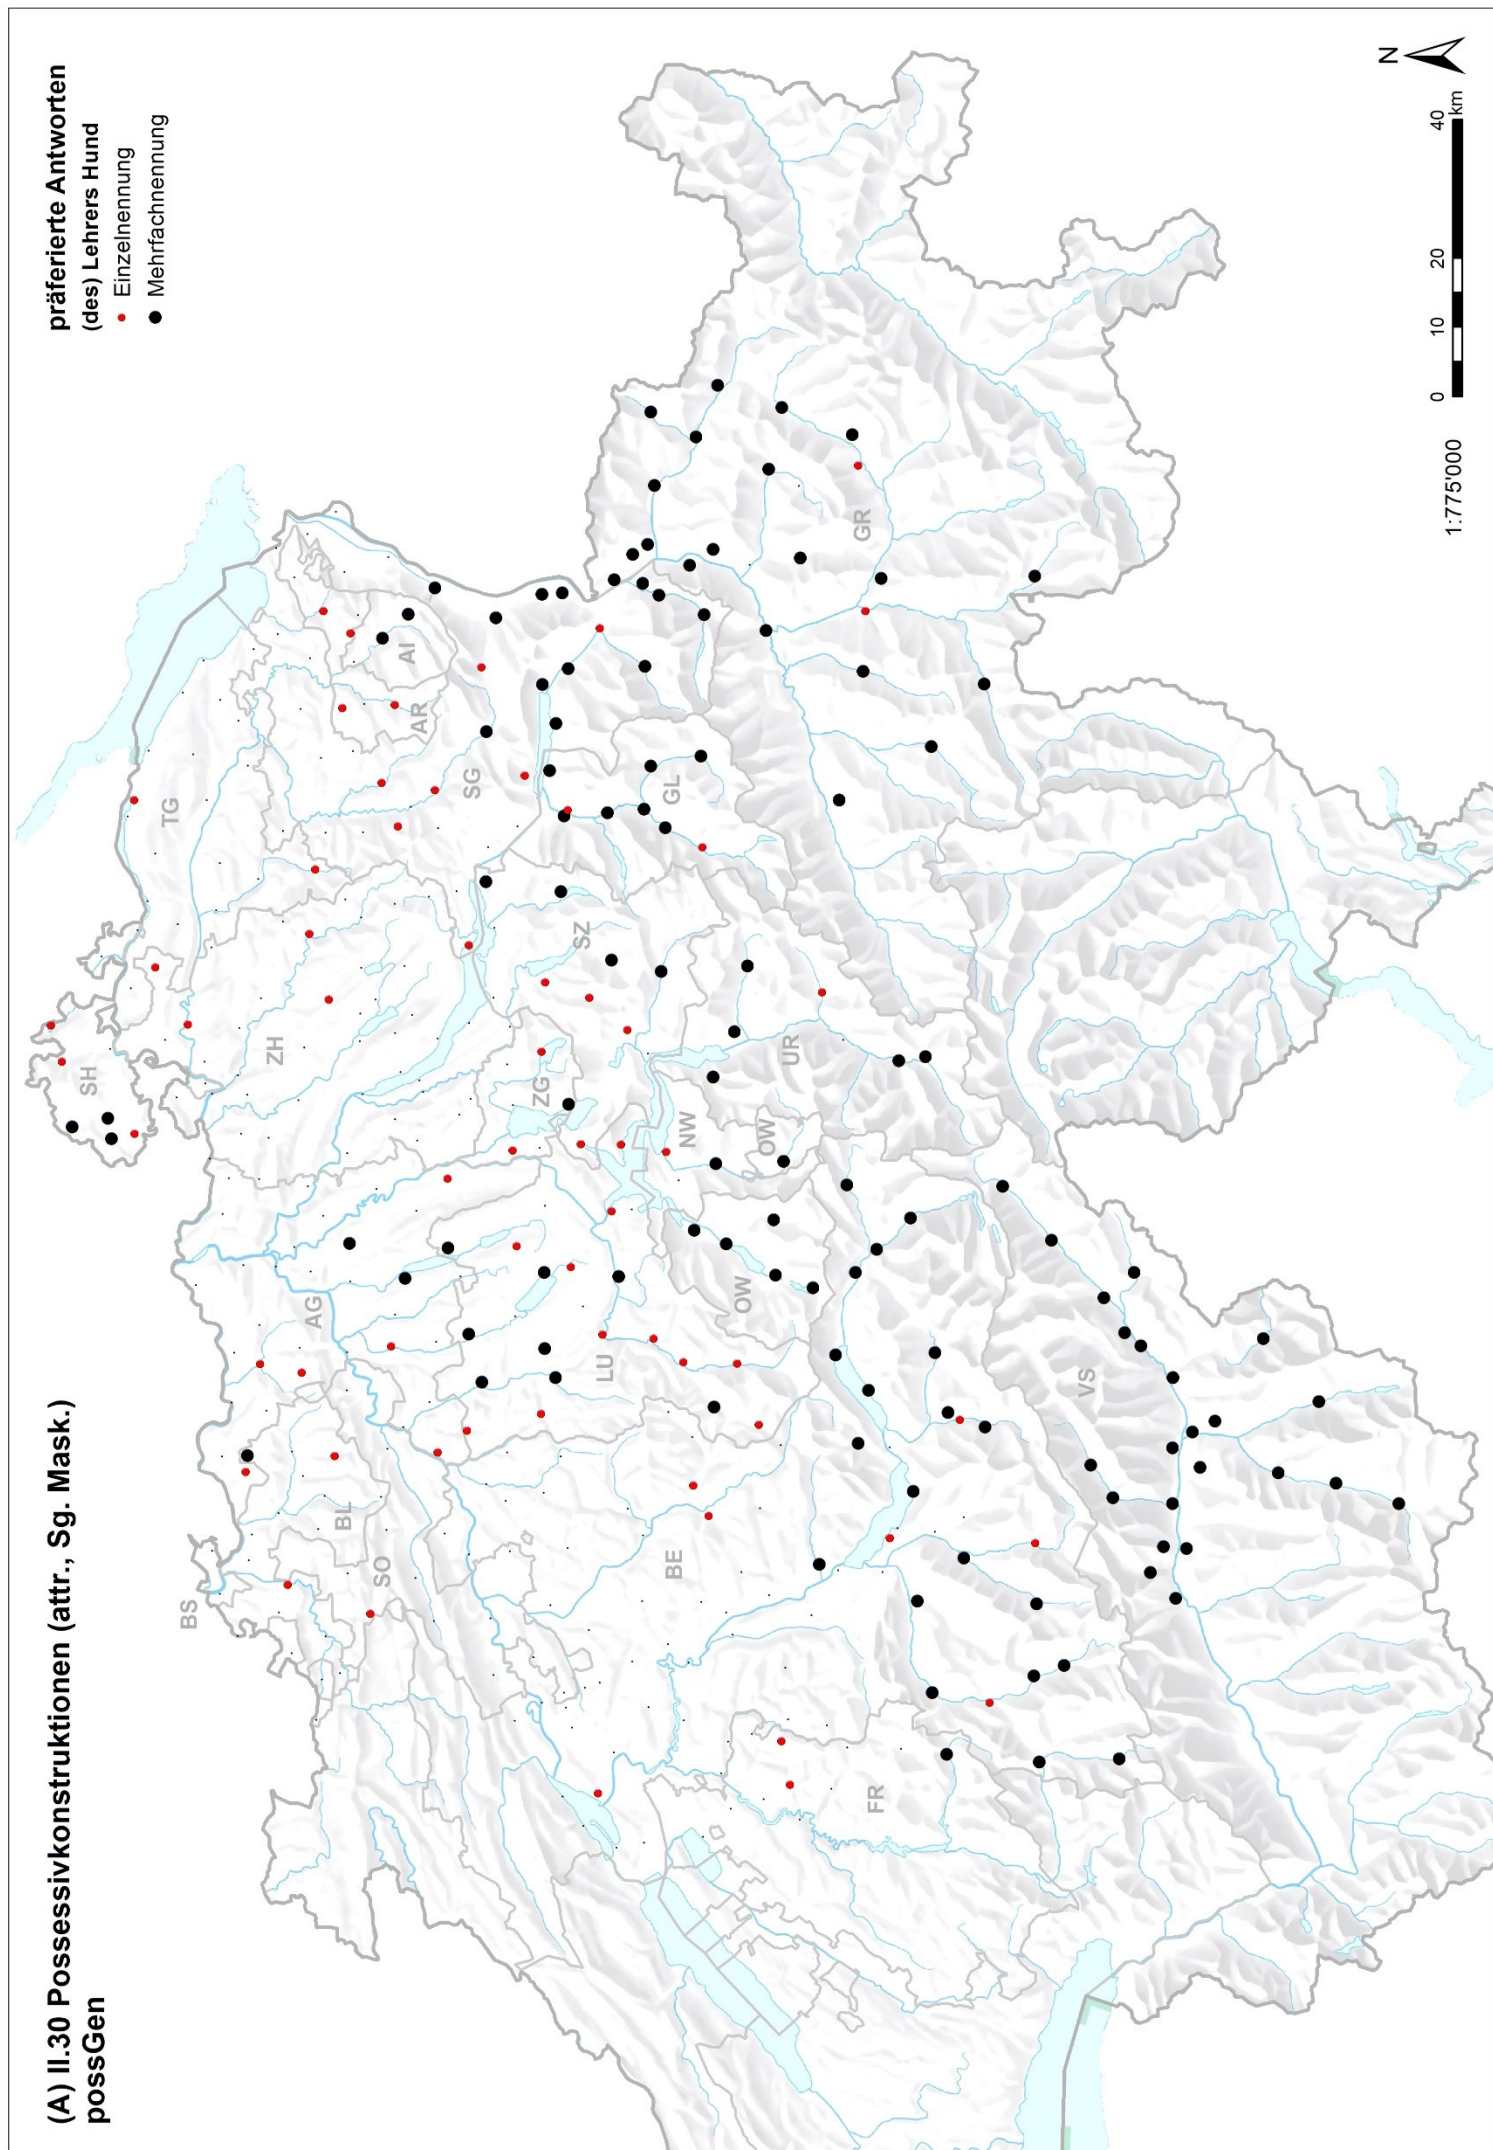 (A) II.30 Possessivkonstruktionen (attr., Sg. Mask.)
possGen
präferierte Antworten
(des) Lehrers Hund
Einzelnennung
Mehrfachnennung
BS
BL
SO
AG
SH
ZH
TG
AI
AR
SG
ZG
SZ
GL
LU
NW
OW
OW
UR
BE
FR
VS
GR
N
1:775'000
0 10 20 40
km